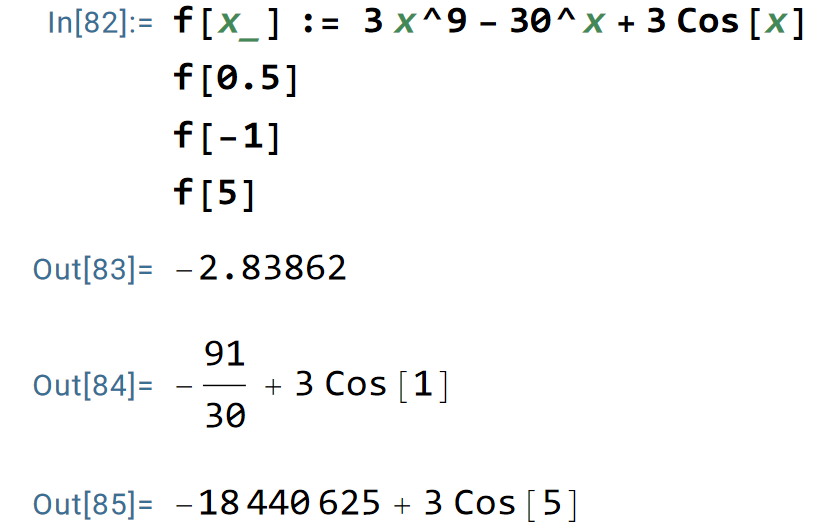 In[82]:= f[x_] := 3 x^9 - 30^x + 3 Cos[x]
f[0.5]
f[-1]
f[5]
Out[83]= -2.83862
Out[84]= - 91/30 + 3 Cos[1]
Out[85]= -18 440 625 + 3 Cos[5]